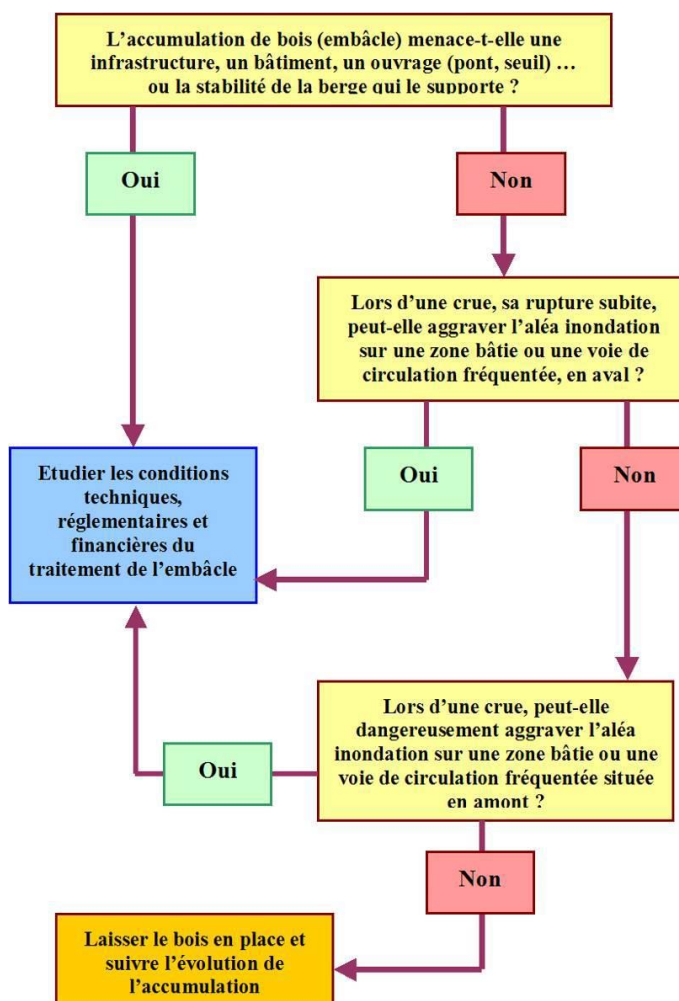 L'accumulation de bois (embâcle) menace-t-elle une
infrastructure, un bâtiment, un ouvrage (pont, seuil) …
ou la stabilité de la berge qui le supporte ?
Oui
Non
Lors d'une crue, sa rupture subite,
peut-elle aggraver l'aléa inondation
sur une zone bâtie ou une voie de
circulation fréquentée, en aval ?
Oui
Non
Etudier les conditions
techniques,
réglementaires et
financières du
traitement de l'embâcle
Lors d'une crue, peut-elle
dangereusement aggraver l'aléa
inondation sur une zone bâtie ou une
voie de circulation fréquentée située
en amont ?
Oui
Non
Laisser le bois en place et
suivre l'évolution de
l'accumulation